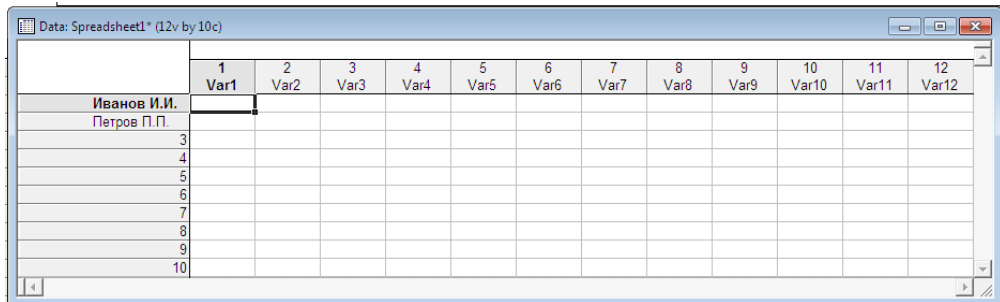 Data: Spreadsheet1* (12v by 10c)
1 2 3 4 5 6 7 8 9 10 11 12
Var1 Var2 Var3 Var4 Var5 Var6 Var7 Var8 Var9 Var10 Var11 Var12
Иванов И.И.
Петров П.П.
3
4
5
6
7
8
9
10